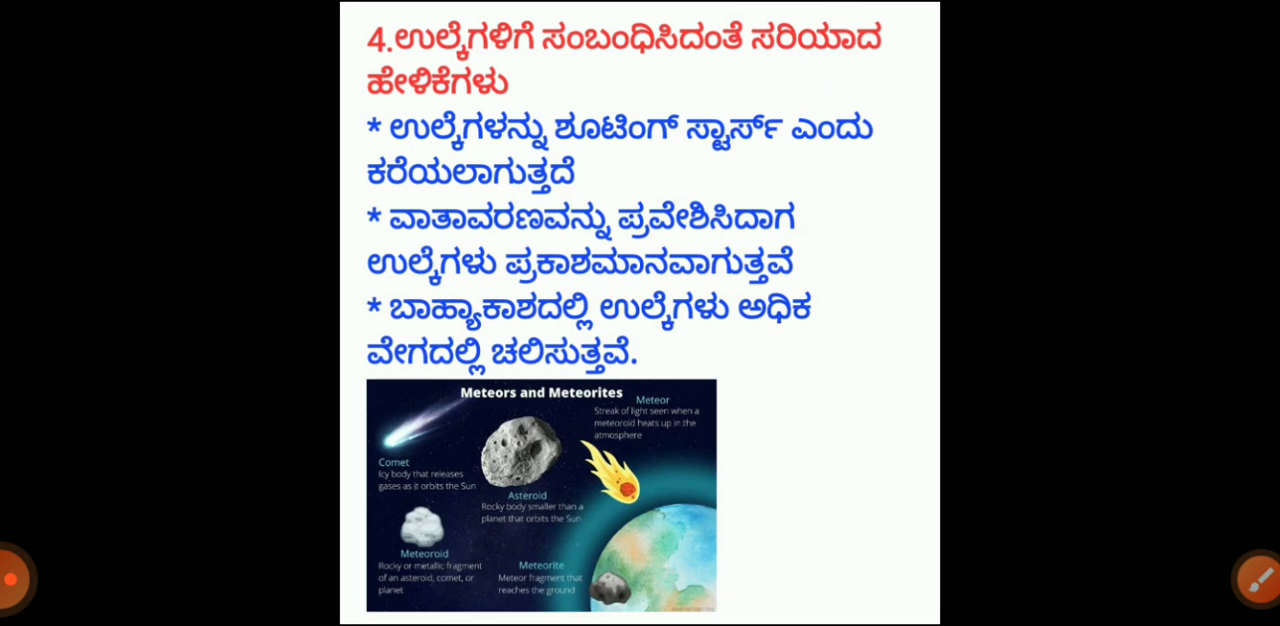 4.ಉಲ್ಕೆಗಳಿಗೆ ಸಂಬಂಧಿಸಿದಂತೆ ಸರಿಯಾದ
ಹೇಳಿಕೆಗಳು
* ಉಲ್ಕೆಗಳನ್ನು ಶೂಟಿಂಗ್ ಸ್ಟಾರ್ಸ್ ಎಂದು
ಕರೆಯಲಾಗುತ್ತದೆ
* ವಾತಾವರಣವನ್ನು ಪ್ರವೇಶಿಸಿದಾಗ
ಉಲ್ಕೆಗಳು ಪ್ರಕಾಶಮಾನವಾಗುತ್ತವೆ
* ಬಾಹ್ಯಾಕಾಶದಲ್ಲಿ ಉಲ್ಕೆಗಳು ಅಧಿಕ
ವೇಗದಲ್ಲಿ ಚಲಿಸುತ್ತವೆ.
Meteors and Meteorites
Meteor
Streak of light seen when a
meteoroid heats up in the
atmosphere
Comet
Icy body that releases
gases as it orbits the Sun
Asteroid
Rocky body smaller than a
planet that orbits the Sun
Meteoroid
Rocky or metallic fragment
of an asteroid, comet, or
planet
Meteorite
Meteor fragment that
reaches the ground